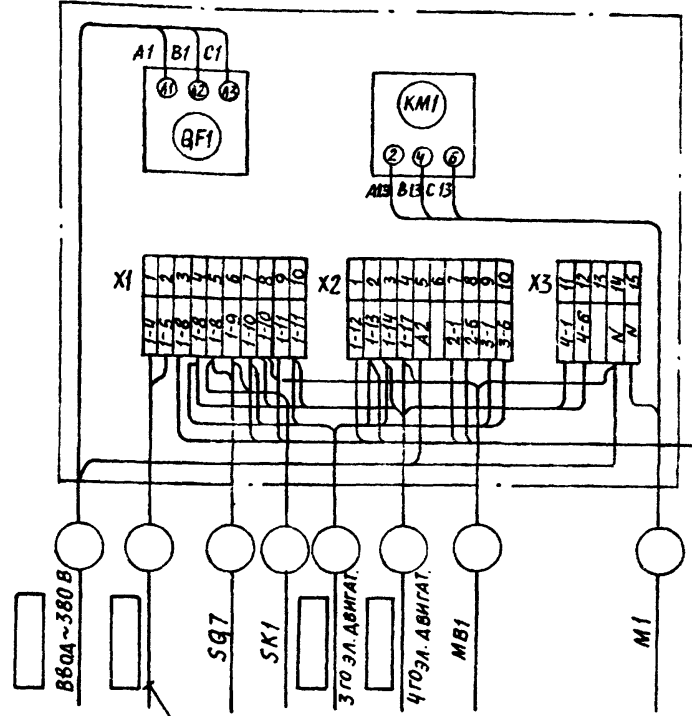 A1 B1 C1
A1 A2 A3
QF1
KM1
2 4 6
A13 B13 C13
X1
1 2 3 4 5 6 7 8 9 10
1-4 1-5 1-8 1-8 1-8 1-9 1-10 1-10 1-11 1-11
X2
1 2 3 4 5 6 7 8 9 10
1-12 1-13 1-14 1-17 A2 2-1 2-6 3-1 3-6
X3
11 12 13 14 15
4-1 4-6 N N
ВВОД ~380 В
SQ7
SK1
3 ГО ЭЛ. ДВИГАТ.
4 ГО ЭЛ. ДВИГАТ.
MB1
M1